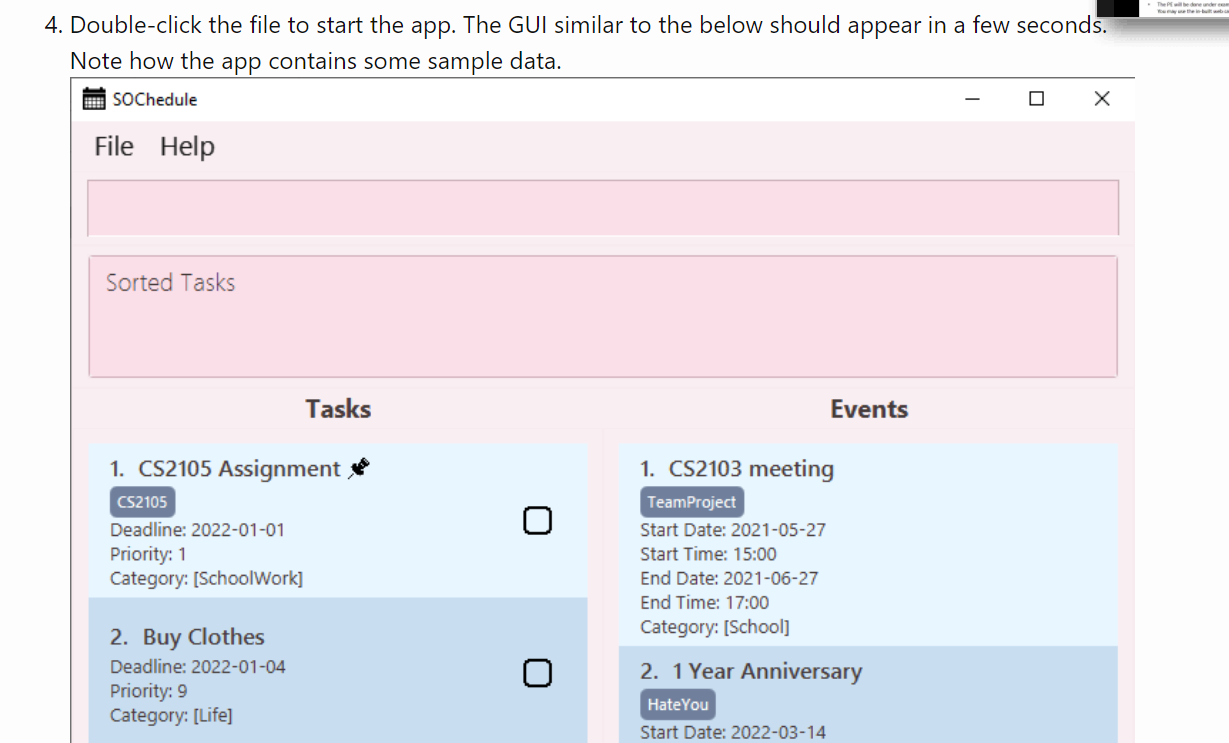 4. Double-click the file to start the app. The GUI similar to the below should appear in a few seconds.
Note how the app contains some sample data.
SOChedule
File Help
Sorted Tasks
Tasks
1. CS2105 Assignment
CS2105
Deadline: 2022-01-01
Priority: 1
Category: [SchoolWork]
2. Buy Clothes
Deadline: 2022-01-04
Priority: 9
Category: [Life]
Events
1. CS2103 meeting
TeamProject
Start Date: 2021-05-27
Start Time: 15:00
End Date: 2021-06-27
End Time: 17:00
Category: [School]
2. 1 Year Anniversary
HateYou
Start Date: 2022-03-14